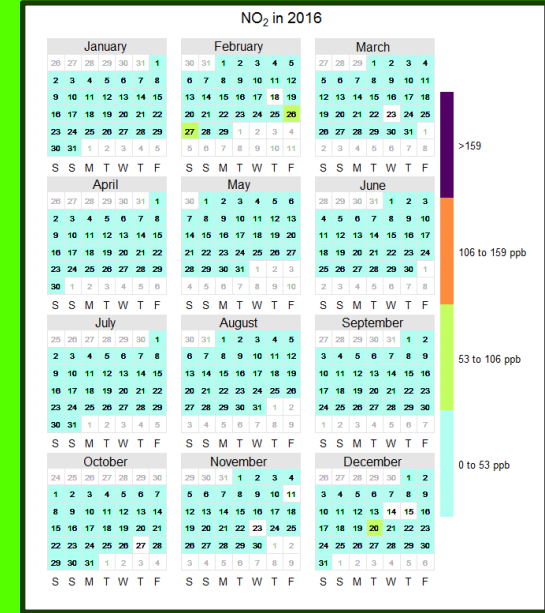 NO₂ in 2016
January
26 27 28 29 30 31 1
2 3 4 5 6 7 8
9 10 11 12 13 14 15
16 17 18 19 20 21 22
23 24 25 26 27 28 29
30 31 1 2 3 4 5
S S M T W T F
February
30 31 1 2 3 4 5
6 7 8 9 10 11 12
13 14 15 16 17 18 19
20 21 22 23 24 25 26
27 28 29 1 2 3 4
5 6 7 8 9 10 11
S S M T W T F
March
27 28 29 1 2 3 4
5 6 7 8 9 10 11
12 13 14 15 16 17 18
19 20 21 22 23 24 25
26 27 28 29 30 31 1
2 3 4 5 6 7 8
S S M T W T F
April
26 27 28 29 30 31 1
2 3 4 5 6 7 8
9 10 11 12 13 14 15
16 17 18 19 20 21 22
23 24 25 26 27 28 29
30 1 2 3 4 5 6
S S M T W T F
May
30 1 2 3 4 5 6
7 8 9 10 11 12 13
14 15 16 17 18 19 20
21 22 23 24 25 26 27
28 29 30 31 1 2 3
4 5 6 7 8 9 10
S S M T W T F
June
28 29 30 31 1 2 3
4 5 6 7 8 9 10
11 12 13 14 15 16 17
18 19 20 21 22 23 24
25 26 27 28 29 30 1
2 3 4 5 6 7 8
S S M T W T F
July
25 26 27 28 29 30 1
2 3 4 5 6 7 8
9 10 11 12 13 14 15
16 17 18 19 20 21 22
23 24 25 26 27 28 29
30 31 1 2 3 4 5
S S M T W T F
August
30 31 1 2 3 4 5
6 7 8 9 10 11 12
13 14 15 16 17 18 19
20 21 22 23 24 25 26
27 28 29 30 31 1 2
3 4 5 6 7 8 9
S S M T W T F
September
27 28 29 30 31 1 2
3 4 5 6 7 8 9
10 11 12 13 14 15 16
17 18 19 20 21 22 23
24 25 26 27 28 29 30
1 2 3 4 5 6 7
S S M T W T F
October
24 25 26 27 28 29 30
1 2 3 4 5 6 7
8 9 10 11 12 13 14
15 16 17 18 19 20 21
22 23 24 25 26 27 28
29 30 31 1 2 3 4
S S M T W T F
November
29 30 31 1 2 3 4
5 6 7 8 9 10 11
12 13 14 15 16 17 18
19 20 21 22 23 24 25
26 27 28 29 30 1 2
3 4 5 6 7 8 9
S S M T W T F
December
26 27 28 29 30 1 2
3 4 5 6 7 8 9
10 11 12 13 14 15 16
17 18 19 20 21 22 23
24 25 26 27 28 29 30
31 1 2 3 4 5 6
S S M T W T F
>159
106 to 159 ppb
53 to 106 ppb
0 to 53 ppb